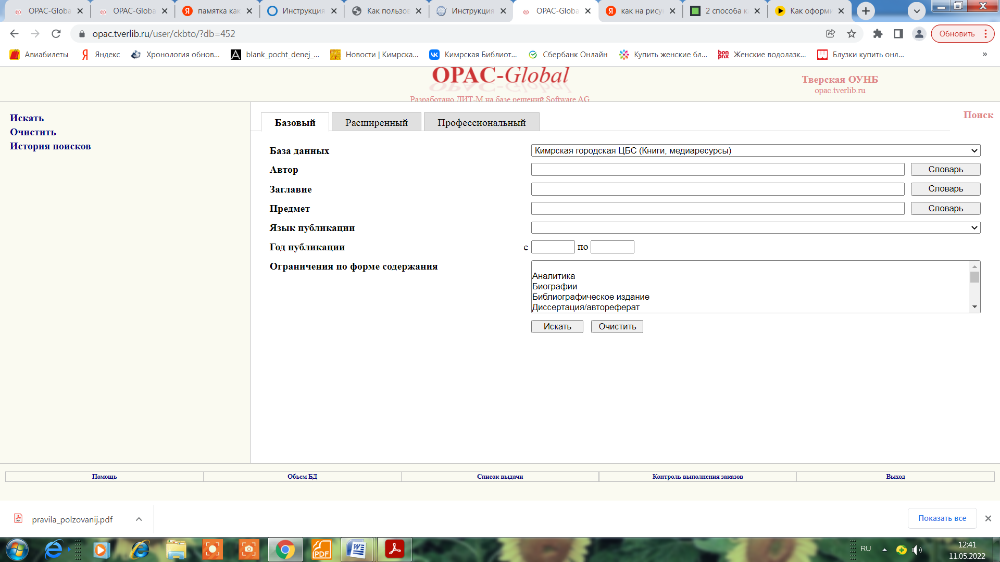 OPAC-Globa
OPAC-Globa
памятка как
Инструкция
Как пользов
Инструкция
OPAC-Globa
как на рису
2 способа к
Как оформи
opac.tverlib.ru/user/ckbto/?db=452
Обновить
Авиабилеты
Яндекс
Хронология обнов...
blank_pocht_denej_...
Новости | Кимрска...
Кимрская Библиот...
Сбербанк Онлайн
Купить женские бл...
Женские водолазк...
Блузки купить онл...
»
OPAC-Global
Разработано ДИТ-М на базе решений Software AG
Тверская ОУНБ
opac.tverlib.ru
Искать
Очистить
История поисков
Базовый
Расширенный
Профессиональный
Поиск
База данных
Кимрская городская ЦБС (Книги, медиаресурсы)
Автор
Словарь
Заглавие
Словарь
Предмет
Словарь
Язык публикации
Год публикации
с
по
Ограничения по форме содержания
Аналитика
Биографии
Библиографическое издание
Диссертация/автореферат
Искать
Очистить
Помощь
Объем БД
Список выдачи
Контроль выполнения заказов
Выход
pravila_polzovanij.pdf
Показать все
PDF
RU
12:41
11.05.2022